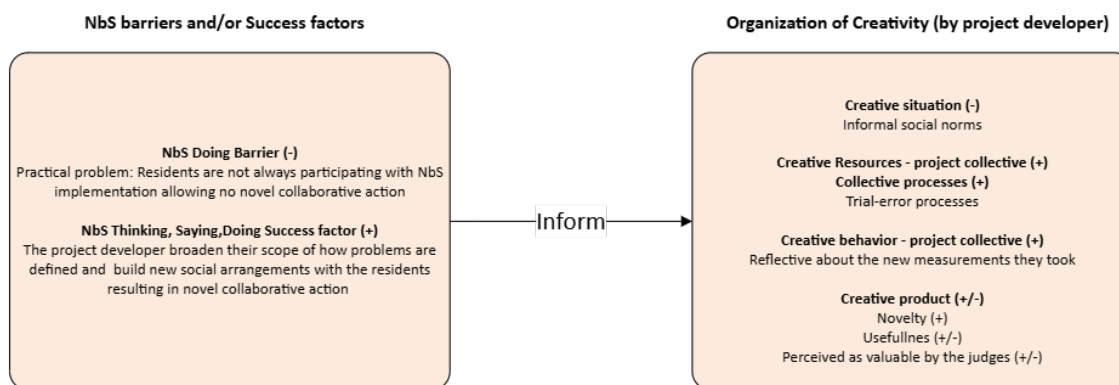 NbS barriers and/or Success factors
Organization of Creativity (by project developer)
NbS Doing Barrier (-)
Practical problem: Residents are not always participating with NbS
implementation allowing no novel collaborative action
NbS Thinking, Saying,Doing Success factor (+)
The project developer broaden their scope of how problems are
defined and build new social arrangements with the residents
resulting in novel collaborative action
Inform
Creative situation (-)
Informal social norms
Creative Resources - project collective (+)
Collective processes (+)
Trial-error processes
Creative behavior - project collective (+)
Reflective about the new measurements they took
Creative product (+/-)
Novelty (+)
Usefullnes (+/-)
Perceived as valuable by the judges (+/-)